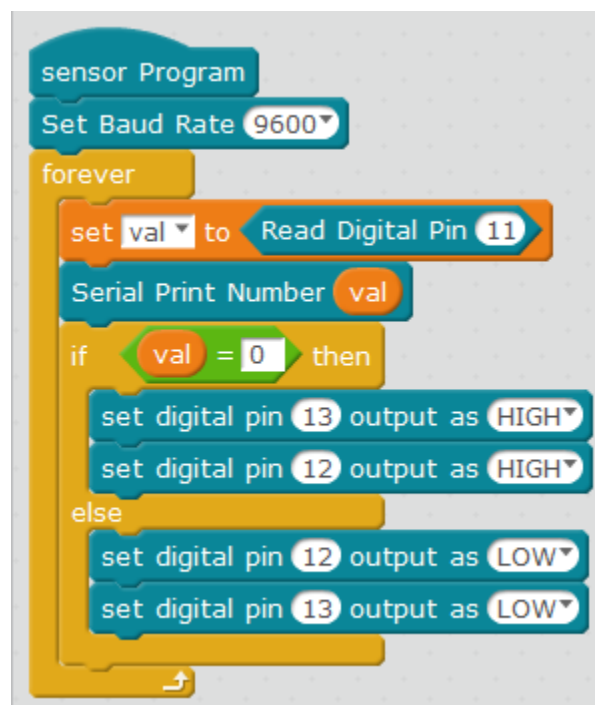 sensor Program
Set Baud Rate 9600
forever
set val to Read Digital Pin 11
Serial Print Number val
if val = 0 then
set digital pin 13 output as HIGH
set digital pin 12 output as HIGH
else
set digital pin 12 output as LOW
set digital pin 13 output as LOW